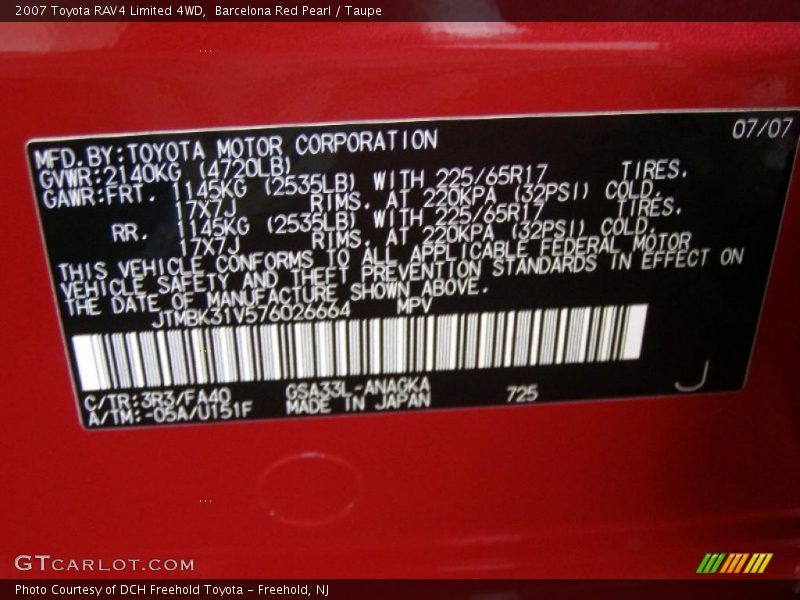 2007 Toyota RAV4 Limited 4WD,  Barcelona Red Pearl / Taupe
07/07
MFD.BY:TOYOTA MOTOR CORPORATION
GVWR:2140KG (4720LB)
GAWR:FRT. 1145KG (2535LB) WITH 225/65R17 TIRES.
17X7J RIMS. AT 220KPA (32PSI) COLD.
RR. 1145KG (2535LB) WITH 225/65R17 TIRES.
17X7J RIMS. AT 220KPA (32PSI) COLD.
THIS VEHICLE CONFORMS TO ALL APPLICABLE FEDERAL MOTOR
VEHICLE SAFETY AND THEFT PREVENTION STANDARDS IN EFFECT ON
THE DATE OF MANUFACTURE SHOWN ABOVE.
JTMBK31V576026664 MPV
C/TR:3R3/FA40 GSA33L-ANAGKA 725
A/TM:-05A/U151F MADE IN JAPAN
J
GTCARLOT.COM
Photo Courtesy of DCH Freehold Toyota - Freehold, NJ